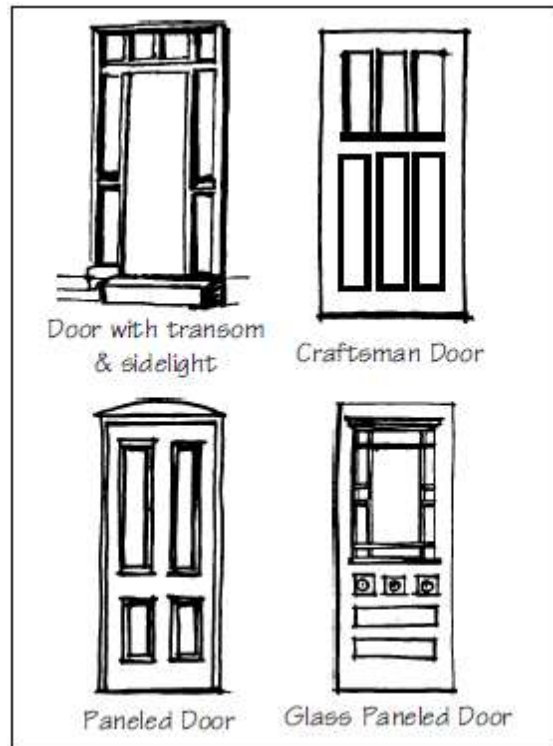 Door with transom
& sidelight
Craftsman Door
Paneled Door
Glass Paneled Door